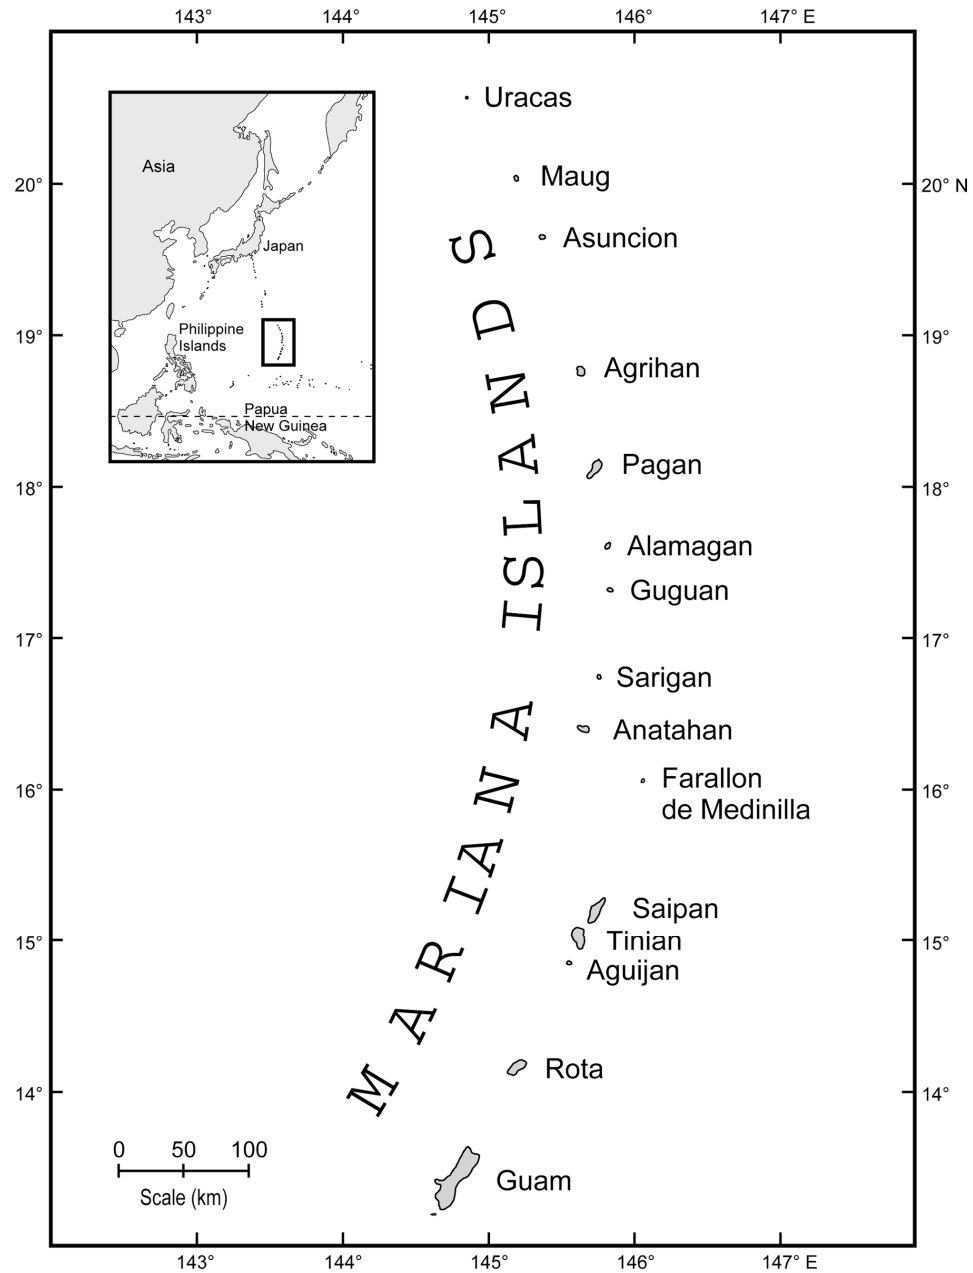 143° 144° 145° 146° 147° E
Uracas
Asia
Maug
20° 20° N
Asuncion
Japan
19° 19°
Philippine
Islands
Agrihan
Papua
New Guinea
Pagan
18° 18°
Alamagan
Guguan
17° 17°
Sarigan
Anatahan
Farallon
de Medinilla
16° 16°
MARIANA ISLANDS
Saipan
15° Tinian 15°
Aguijan
Rota
14° 14°
0 50 100
Scale (km)
Guam
143° 144° 145° 146° 147° E